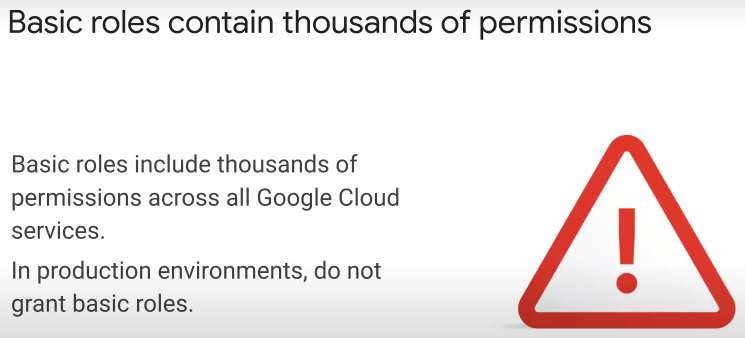 Basic roles contain thousands of permissions
Basic roles include thousands of
permissions across all Google Cloud
services.
In production environments, do not
grant basic roles.